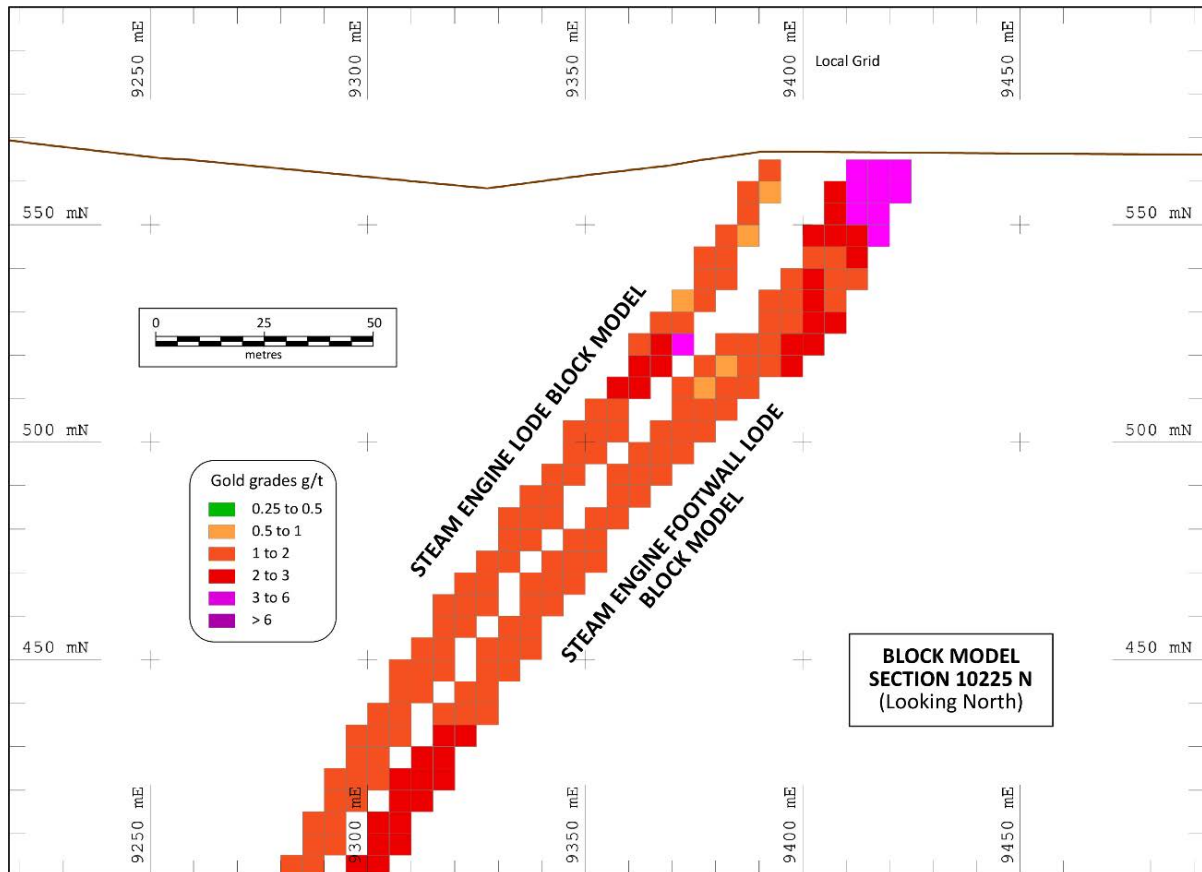 9250 mE
9300 mE
9350 mE
9400 mE
9450 mE
Local Grid
550 mN
550 mN
0 25 50
metres
STEAM ENGINE LODE BLOCK MODEL
500 mN
500 mN
Gold grades g/t
0.25 to 0.5
0.5 to 1
1 to 2
2 to 3
3 to 6
> 6
STEAM ENGINE FOOTWALL LODE
BLOCK MODEL
450 mN
450 mN
BLOCK MODEL
SECTION 10225 N
(Looking North)
9250 mE
9300 mE
9350 mE
9400 mE
9450 mE